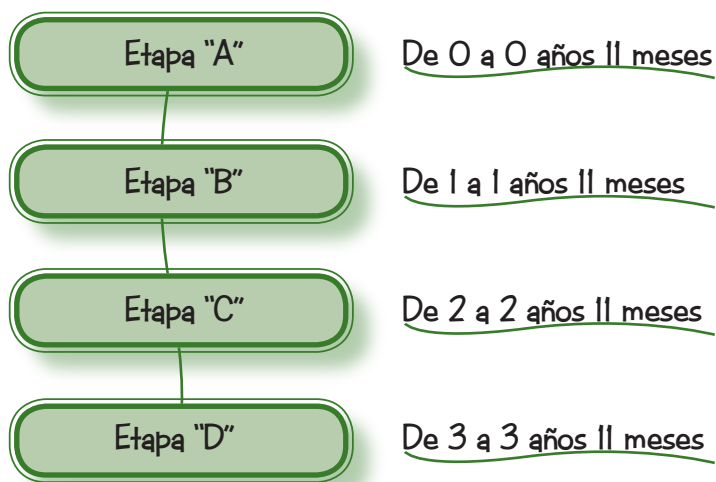 Etapa "A" De 0 a 0 años 11 meses
Etapa "B" De 1 a 1 años 11 meses
Etapa "C" De 2 a 2 años 11 meses
Etapa "D" De 3 a 3 años 11 meses